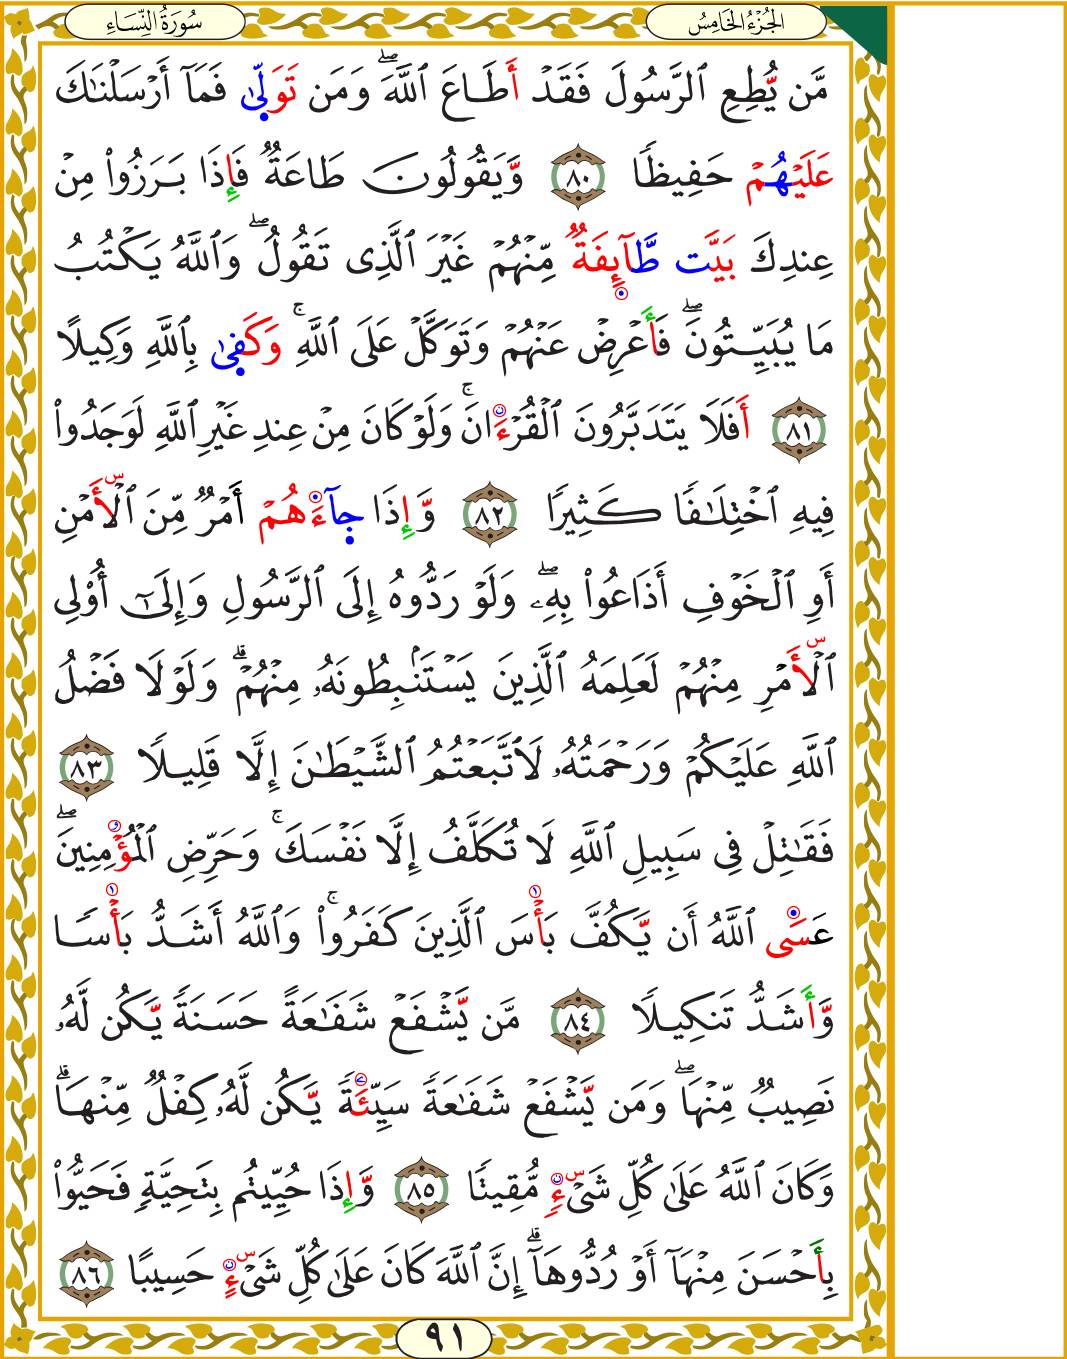 سُورَةُ النِّسَاءِ
الجُزْءُ الخَامِسُ
مَّن يُّطِعِ ٱلرَّسُولَ فَقَدۡ أَطَاعَ ٱللَّهَۖ وَمَن تَوَلّٜىٰ فَمَآ أَرۡسَلۡنَٰكَ
عَلَيۡهُمۡ حَفِيظٗا ٨٠ وَّيَقُولُونَ طَاعَةٞ فَإِذَا بَرَزُواْ مِنۡ
عِندِكَ بَيَّت طَّآئِفَةٞ مِّنۡهُمۡ غَيۡرَ ٱلَّذِي تَقُولُۖ وَٱللَّهُ يَكۡتُبُ
مَا يُبَيِّتُونَۖ فَأَعۡرِضۡ عَنۡهُمۡ وَتَوَكَّلۡ عَلَى ٱللَّهِۚ وَكَفٜىٰ بِٱللَّهِ وَكِيلًا
٨١ أَفَلَا يَتَدَبَّرُونَ ٱلۡقُرۡءَانَۚ وَلَوۡ كَانَ مِنۡ عِندِ غَيۡرِ ٱللَّهِ لَوَجَدُواْ
فِيهِ ٱخۡتِلَٰفٗا كَثِيرٗا ٨٢ وَّإِذَا جٜآءَهُمۡ أَمۡرٞ مِّنَ ٱلۡأَمۡنِ
أَوِ ٱلۡخَوۡفِ أَذَاعُواْ بِهِۦۖ وَلَوۡ رَدُّوهُ إِلَى ٱلرَّسُولِ وَإِلَىٰٓ أُوْلِي
ٱلۡأَمۡرِ مِنۡهُمۡ لَعَلِمَهُ ٱلَّذِينَ يَسۡتَنۢبِطُونَهُۥ مِنۡهُمۡۗ وَلَوۡلَا فَضۡلُ
ٱللَّهِ عَلَيۡكُمۡ وَرَحۡمَتُهُۥ لَٱتَّبَعۡتُمُ ٱلشَّيۡطَٰنَ إِلَّا قَلِيلٗا ٨٣
فَقَٰتِلۡ فِي سَبِيلِ ٱللَّهِ لَا تُكَلَّفُ إِلَّا نَفۡسَكَۚ وَحَرِّضِ ٱلۡمُؤۡمِنِينَۖ
عَسَى ٱللَّهُ أَن يَّكُفَّ بَأۡسَ ٱلَّذِينَ كَفَرُواْۚ وَٱللَّهُ أَشَدُّ بَأۡسٗا
وَّأَشَدُّ تَنكِيلٗا ٨٤ مَّن يَّشۡفَعۡ شَفَٰعَةً حَسَنَةٗ يَّكُن لَّهُۥ
نَصِيبٞ مِّنۡهَاۖ وَمَن يَّشۡفَعۡ شَفَٰعَةٗ سَيِّئَةٗ يَّكُن لَّهُۥ كِفۡلٞ مِّنۡهَاۗ
وَكَانَ ٱللَّهُ عَلَىٰ كُلِّ شَيۡءٖ مُّقِيتٗا ٨٥ وَّإِذَا حُيِّيتُم بِتَحِيَّةٖ فَحَيُّواْ
بِأَحۡسَنَ مِنۡهَآ أَوۡ رُدُّوهَآۗ إِنَّ ٱللَّهَ كَانَ عَلَىٰ كُلِّ شَيۡءٍ حَسِيبًا ٨٦
٩١